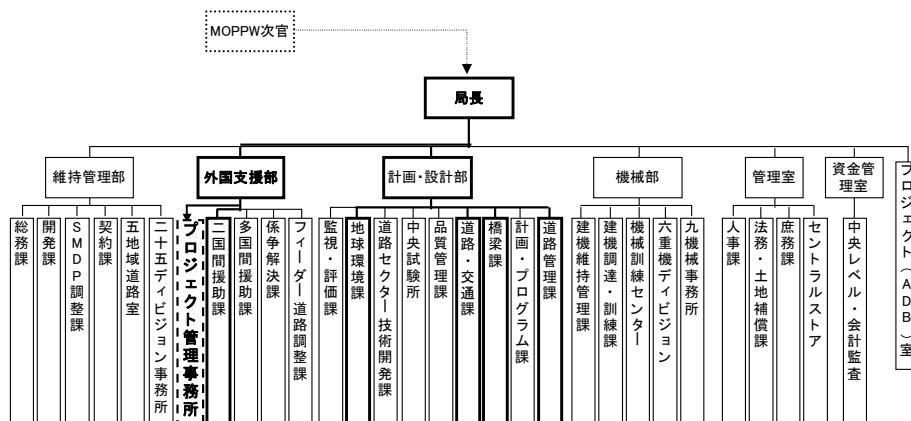 MOPPW次官
局長
維持管理部
外国支援部
計画・設計部
機械部
管理室
資金管
理室
プロジェクト(ADB)室
総務課
開発課
SMDP調整課
契約課
五地域道路室
二十五ディビジョン事務所
プロジェクト管理事務所
二国間援助課
多国間援助課
係争解決課
フィーダー道路調整課
監視・評価課
地球環境課
道路セクター技術開発課
中央試験所
品質管理課
道路・交通課
橋梁課
計画・プログラム課
道路管理課
建機維持管理課
建機調達・訓練課
機械訓練センター
六重機ディビジョン
九機械事務所
人事課
法務・土地補償課
庶務課
セントラルストア
中央レベル・会計監査